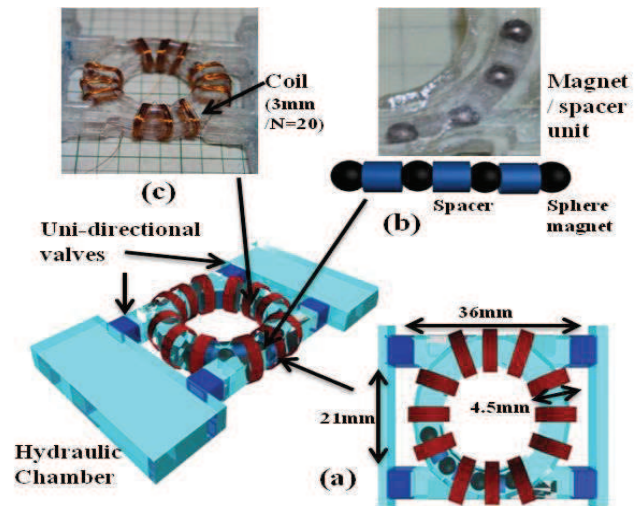 Coil
(3mm
/N=20)
(c)
Magnet
/ spacer
unit
Spacer
Sphere
magnet
(b)
Uni-directional
valves
Hydraulic
Chamber
36mm
21mm
4.5mm
(a)